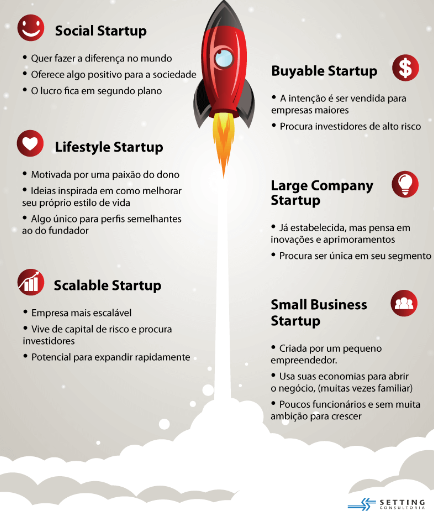 Social Startup
• Quer fazer a diferença no mundo
• Oferece algo positivo para a sociedade
• O lucro fica em segundo plano
Lifestyle Startup
• Motivada por uma paixão do dono
• Ideias inspirada em como melhorar
seu próprio estilo de vida
• Algo único para perfis semelhantes
ao do fundador
Scalable Startup
• Empresa mais escalável
• Vive de capital de risco e procura
investidores
• Potencial para expandir rapidamente
Buyable Startup
$
• A intenção é ser vendida para
empresas maiores
• Procura investidores de alto risco
Large Company
Startup
• Já estabelecida, mas pensa em
inovações e aprimoramentos
• Procura ser única em seu segmento
Small Business
Startup
• Criada por um pequeno
empreendedor.
• Usa suas economias para abrir
o negócio, (muitas vezes familiar)
• Poucos funcionários e sem muita
ambição para crescer
SETTING
CONSULTORIA